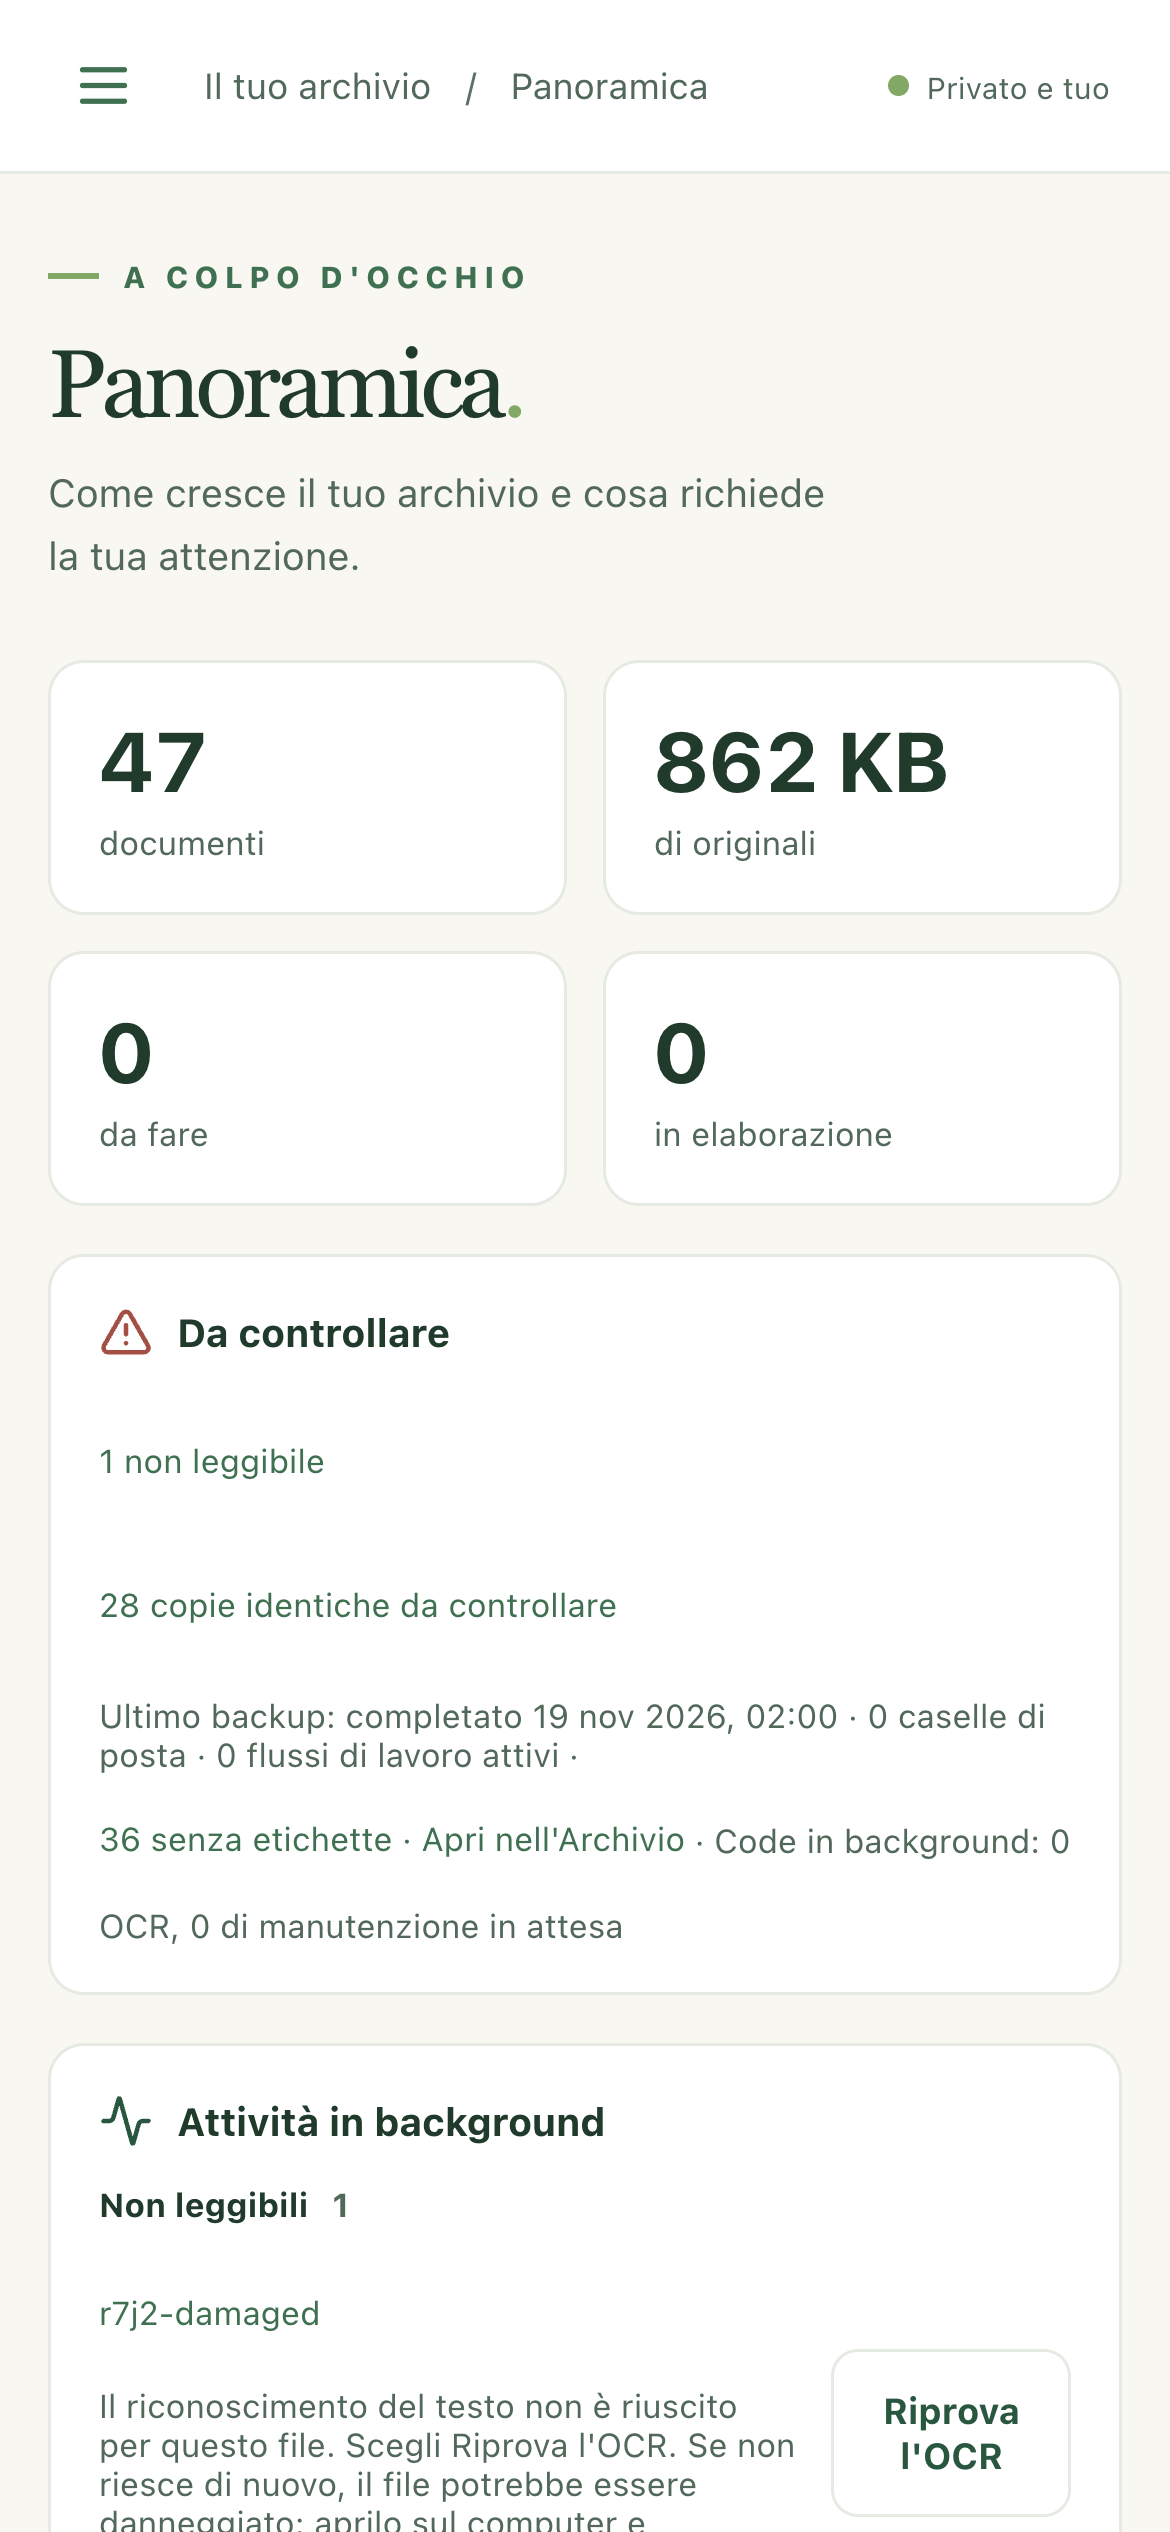 Il tuo archivio / Panoramica
Privato e tuo
A COLPO D'OCCHIO
Panoramica.
Come cresce il tuo archivio e cosa richiede
la tua attenzione.
47
documenti
862 KB
di originali
0
da fare
0
in elaborazione
Da controllare
1 non leggibile
28 copie identiche da controllare
Ultimo backup: completato 19 nov 2026, 02:00 · 0 caselle di
posta · 0 flussi di lavoro attivi ·
36 senza etichette · Apri nell'Archivio · Code in background: 0
OCR, 0 di manutenzione in attesa
Attività in background
Non leggibili 1
r7j2-damaged
Il riconoscimento del testo non è riuscito
per questo file. Scegli Riprova l'OCR. Se non
riesce di nuovo, il file potrebbe essere
danneggiato: aprilo sul computer e
Riprova
l'OCR